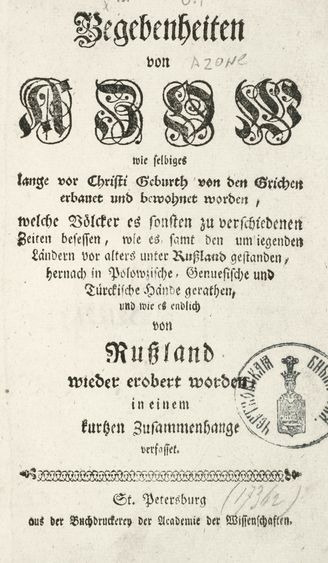 Begebenheiten
von
AZONE
ASOW
wie selbiges
lange vor Christi Geburth von den Grichen
erbauet und bewohnet worden,
welche Völcker es sonsten zu verschiedenen
Zeiten besessen, wie es samt den umliegenden
Ländern vor alters unter Rußland gestanden,
hernach in Polowzische, Genuesische und
Türckische Hände gerathen,
und wie es endlich
von
Rußland
wieder erobert worden
in einem
kurtzen Zusammenhange
verfasset.
St. Petersburg
(1736)
aus der Buchdruckerey der Academie der Wissenschaften.